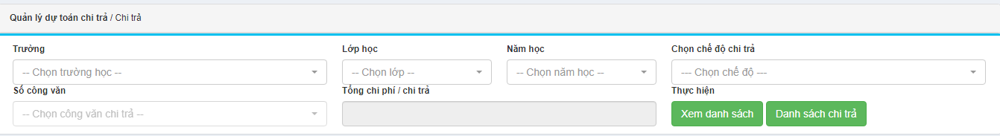 Quản lý dự toán chi trả / Chi trả
Trường Lớp học Năm học Chọn chế độ chi trả
-- Chọn trường học -- -- Chọn lớp -- -- Chọn năm học -- --- Chọn chế độ ---
Số công văn Tổng chi phí / chi trả Thực hiện
-- Chọn công văn chi trả -- Xem danh sách Danh sách chi trả